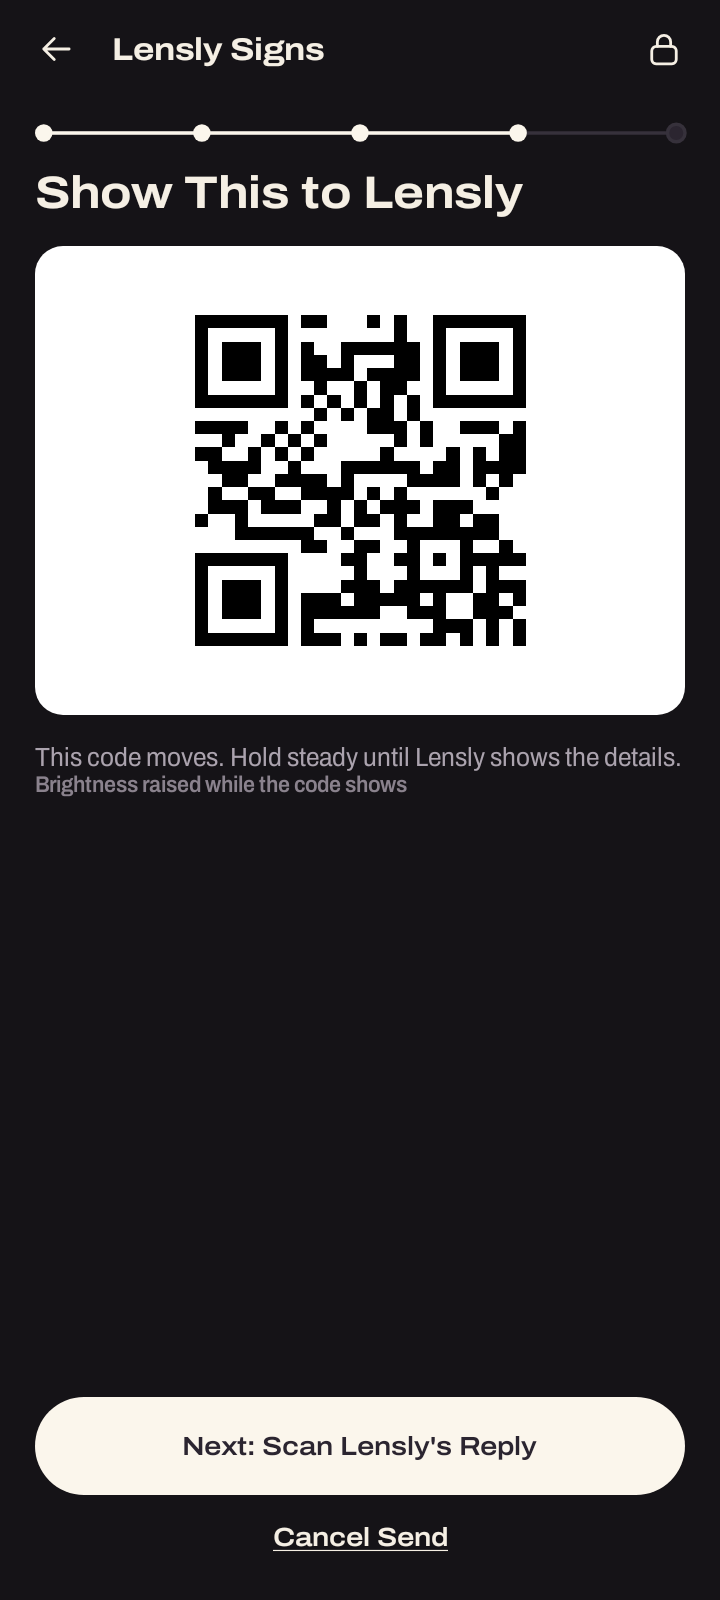 Lensly Signs
Show This to Lensly
This code moves. Hold steady until Lensly shows the details.
Brightness raised while the code shows
Next: Scan Lensly's Reply
Cancel Send